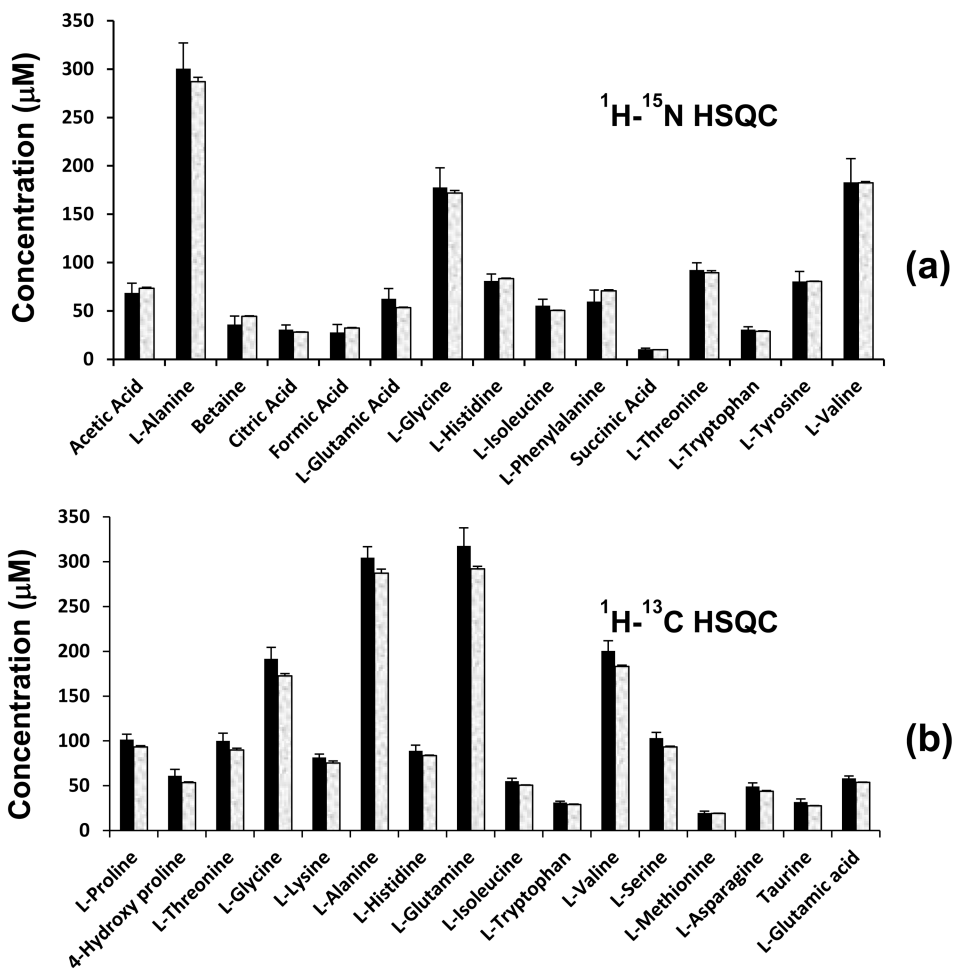 Concentration (μM)
350
300
250
200
150
100
50
0
¹H-¹⁵N HSQC
(a)
Acetic Acid
L-Alanine
Betaine
Citric Acid
Formic Acid
L-Glutamic Acid
L-Glycine
L-Histidine
L-Isoleucine
L-Phenylalanine
Succinic Acid
L-Threonine
L-Tryptophan
L-Tyrosine
L-Valine
Concentration (μM)
350
300
250
200
150
100
50
0
¹H-¹³C HSQC
(b)
L-Proline
4-Hydroxy proline
L-Threonine
L-Glycine
L-Lysine
L-Alanine
L-Histidine
L-Glutamine
L-Isoleucine
L-Tryptophan
L-Valine
L-Serine
L-Methionine
L-Asparagine
Taurine
L-Glutamic acid